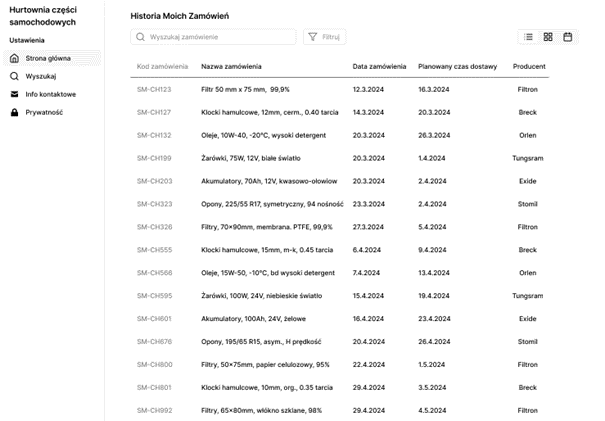 Hurtownia części
samochodowych
Ustawienia
Strona główna
Wyszukaj
Info kontaktowe
Prywatność
Historia Moich Zamówień
Wyszukaj zamówienie
Filtruj
Kod zamówienia Nazwa zamówienia Data zamówienia Planowany czas dostawy Producent
SM-CH123 Filtr 50 mm x 75 mm, 99,9% 12.3.2024 16.3.2024 Filtron
SM-CH127 Klocki hamulcowe, 12mm, cerm., 0.40 tarcia 14.3.2024 20.3.2024 Breck
SM-CH132 Oleje, 10W-40, -20°C, wysoki detergent 20.3.2024 26.3.2024 Orlen
SM-CH199 Żarówki, 75W, 12V, białe światło 20.3.2024 1.4.2024 Tungsram
SM-CH203 Akumulatory, 70Ah, 12V, kwasowo-ołowiow 20.3.2024 2.4.2024 Exide
SM-CH323 Opony, 225/55 R17, symetryczny, 94 nośność 23.3.2024 2.4.2024 Stomil
SM-CH326 Filtry, 70x90mm, membrana. PTFE, 99,9% 27.3.2024 5.4.2024 Filtron
SM-CH555 Klocki hamulcowe, 15mm, m-k, 0.45 tarcia 6.4.2024 9.4.2024 Breck
SM-CH566 Oleje, 15W-50, -10°C, bd wysoki detergent 7.4.2024 13.4.2024 Orlen
SM-CH595 Żarówki, 100W, 24V, niebieskie światło 15.4.2024 19.4.2024 Tungsram
SM-CH601 Akumulatory, 100Ah, 24V, żelowe 16.4.2024 23.4.2024 Exide
SM-CH676 Opony, 195/65 R15, asym., H prędkość 20.4.2024 26.4.2024 Stomil
SM-CH800 Filtry, 50x75mm, papier celulozowy, 95% 22.4.2024 1.5.2024 Filtron
SM-CH801 Klocki hamulcowe, 10mm, org., 0.35 tarcia 29.4.2024 3.5.2024 Breck
SM-CH992 Filtry, 65x80mm, włókno szklane, 98% 29.4.2024 4.5.2024 Filtron